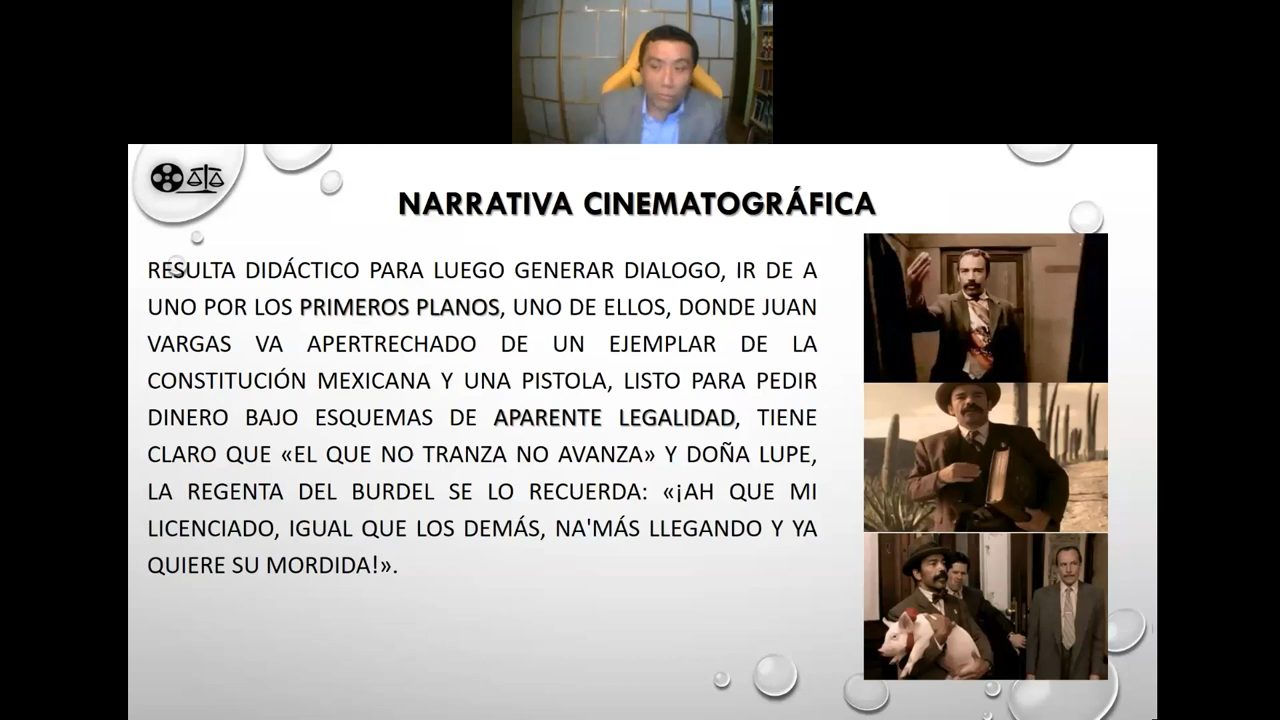 NARRATIVA CINEMATOGRÁFICA
RESULTA DIDÁCTICO PARA LUEGO GENERAR DIALOGO, IR DE A
UNO POR LOS PRIMEROS PLANOS, UNO DE ELLOS, DONDE JUAN
VARGAS VA APERTRECHADO DE UN EJEMPLAR DE LA
CONSTITUCIÓN MEXICANA Y UNA PISTOLA, LISTO PARA PEDIR
DINERO BAJO ESQUEMAS DE APARENTE LEGALIDAD, TIENE
CLARO QUE «EL QUE NO TRANZA NO AVANZA» Y DOÑA LUPE,
LA REGENTA DEL BURDEL SE LO RECUERDA: «¡AH QUE MI
LICENCIADO, IGUAL QUE LOS DEMÁS, NA'MÁS LLEGANDO Y YA
QUIERE SU MORDIDA!».